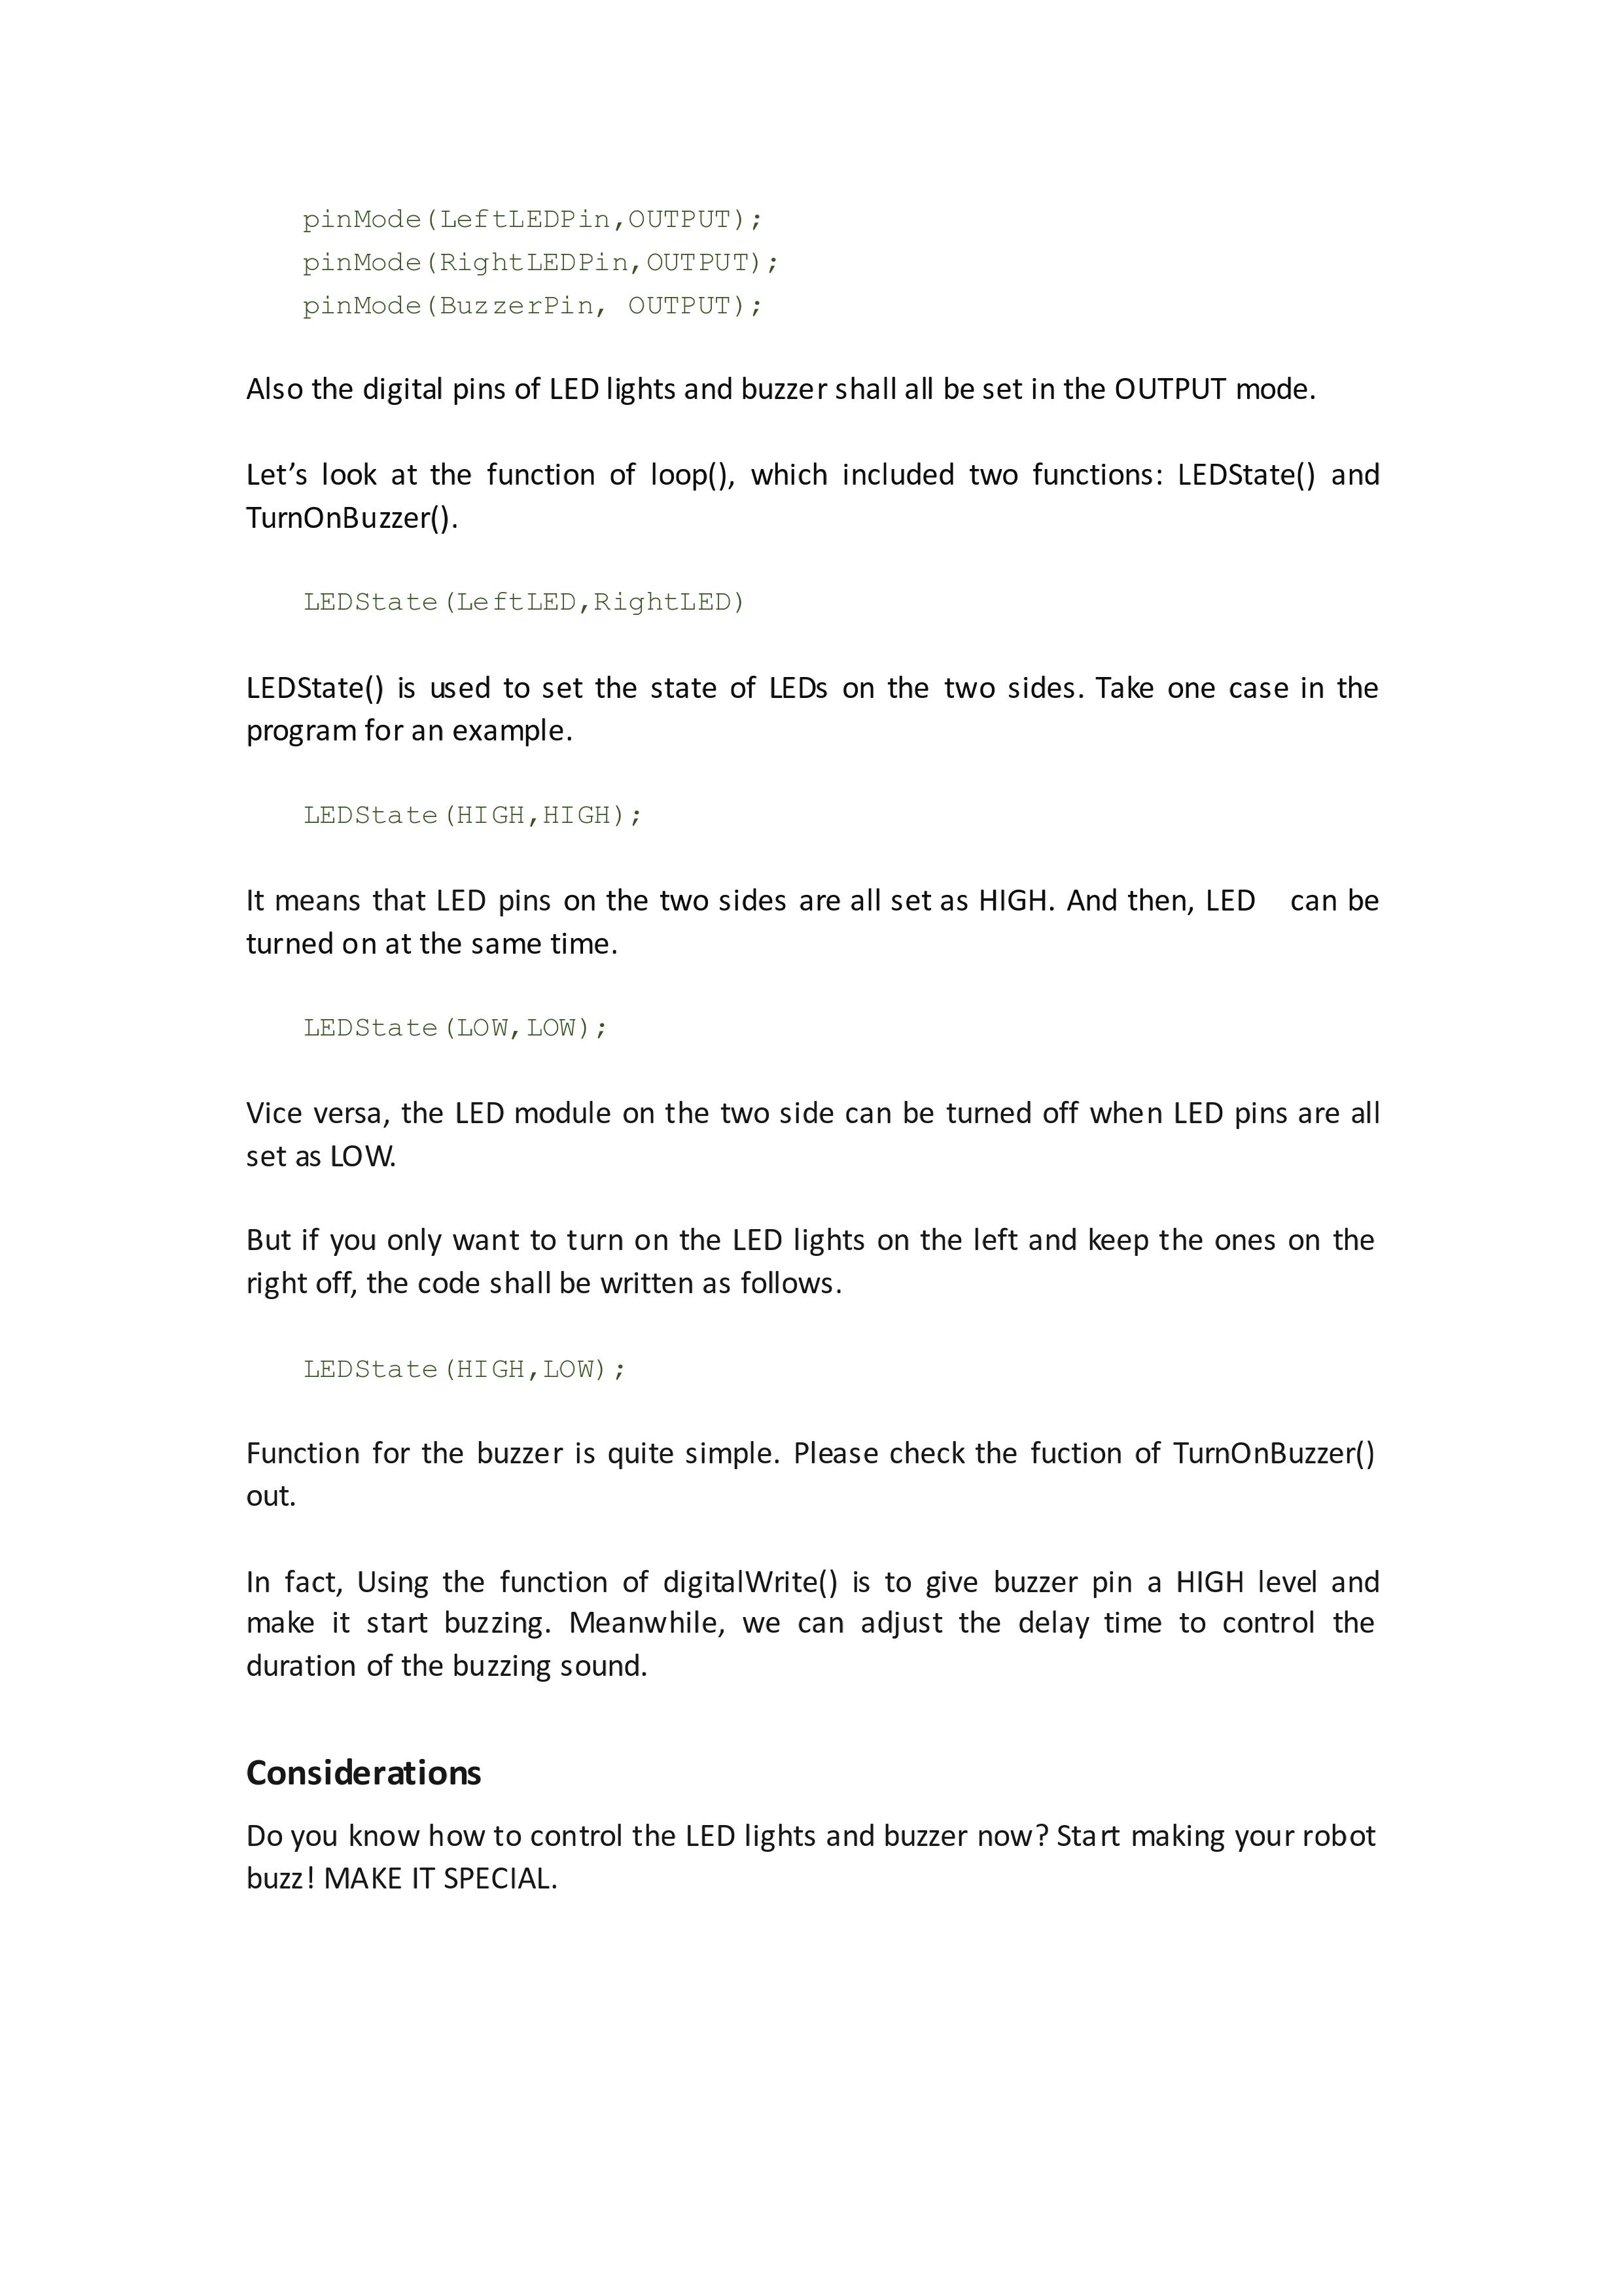 pinMode(LeftLEDPin,OUTPUT);
pinMode(RightLEDPin,OUTPUT);
pinMode(BuzzerPin, OUTPUT);
Also the digital pins of LED lights and buzzer shall all be set in the OUTPUT mode.
Let’s look at the function of loop(), which included two functions: LEDState() and
TurnOnBuzzer().
LEDState(LeftLED,RightLED)
LEDState() is used to set the state of LEDs on the two sides. Take one case in the
program for an example.
LEDState(HIGH,HIGH);
It means that LED pins on the two sides are all set as HIGH. And then, LED can be
turned on at the same time.
LEDState(LOW,LOW);
Vice versa, the LED module on the two side can be turned off when LED pins are all
set as LOW.
But if you only want to turn on the LED lights on the left and keep the ones on the
right off, the code shall be written as follows.
LEDState(HIGH,LOW);
Function for the buzzer is quite simple. Please check the fuction of TurnOnBuzzer()
out.
In fact, Using the function of digitalWrite() is to give buzzer pin a HIGH level and
make it start buzzing. Meanwhile, we can adjust the delay time to control the
duration of the buzzing sound.
Considerations
Do you know how to control the LED lights and buzzer now? Start making your robot
buzz! MAKE IT SPECIAL.